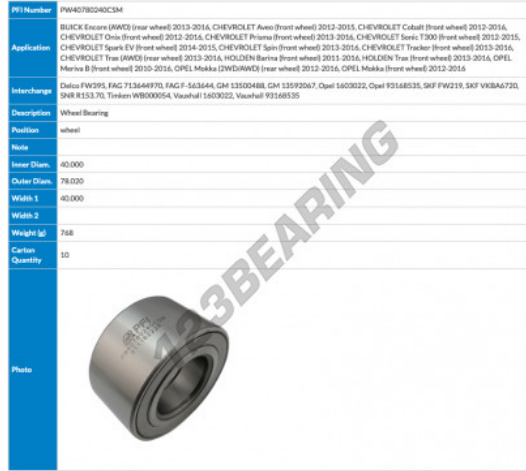 PFI Number PW40780240CSM
Application
BUICK Encore (AWD) (rear wheel) 2013-2016, CHEVROLET Aveo (front wheel) 2012-2015, CHEVROLET Cobalt (front wheel) 2012-2016,
CHEVROLET Onix (front wheel) 2012-2016, CHEVROLET Prisma (front wheel) 2013-2016, CHEVROLET Sonic T300 (front wheel) 2012-2015,
CHEVROLET Spark EV (front wheel) 2014-2015, CHEVROLET Spin (front wheel) 2013-2016, CHEVROLET Tracker (front wheel) 2013-2016,
CHEVROLET Trax (AWD) (rear wheel) 2013-2016, HOLDEN Barina (front wheel) 2011-2016, HOLDEN Trax (front wheel) 2013-2016, OPEL
Meriva B (front wheel) 2010-2016, OPEL Mokka (2WD/AWD) (rear wheel) 2012-2016, OPEL Mokka (front wheel) 2012-2016
Interchange
Delco FW395, FAG 713644970, FAG F-563644, GM 13500488, GM 13592067, Opel 1603022, Opel 93168535, SKF FW219, SKF VKBA6720,
SNR R153.70, Timken WB000054, Vauxhall 1603022, Vauxhall 93168535
Description Wheel Bearing
Position wheel
Note
Inner Diam. 40.000
Outer Diam. 78.020
Width 1 40.000
Width 2
Weight (g) 768
Carton
Quantity 10
Photo
PFI
123BEARING